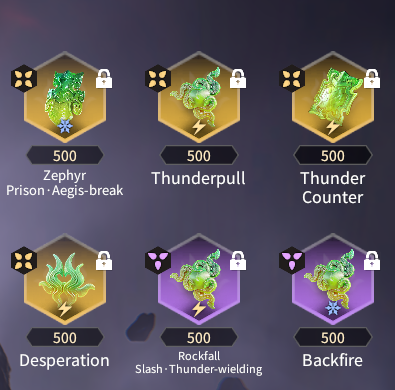 500
500
500
Zephyr
Prison·Aegis-break
Thunderpull
Thunder
Counter
500
500
500
Desperation
Rockfall
Slash·Thunder-wielding
Backfire